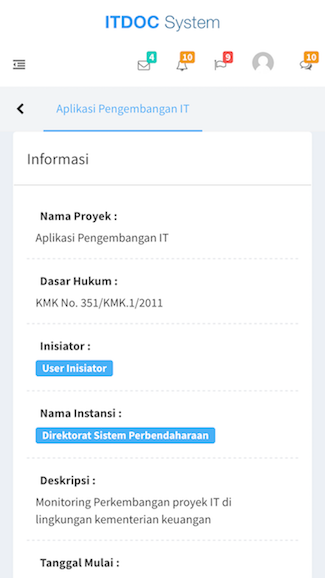 ITDOC System
4 10 9 10
Aplikasi Pengembangan IT
Informasi
Nama Proyek :
Aplikasi Pengembangan IT
Dasar Hukum :
KMK No. 351/KMK.1/2011
Inisiator :
User Inisiator
Nama Instansi :
Direktorat Sistem Perbendaharaan
Deskripsi :
Monitoring Perkembangan proyek IT di
lingkungan kementerian keuangan
Tanggal Mulai :